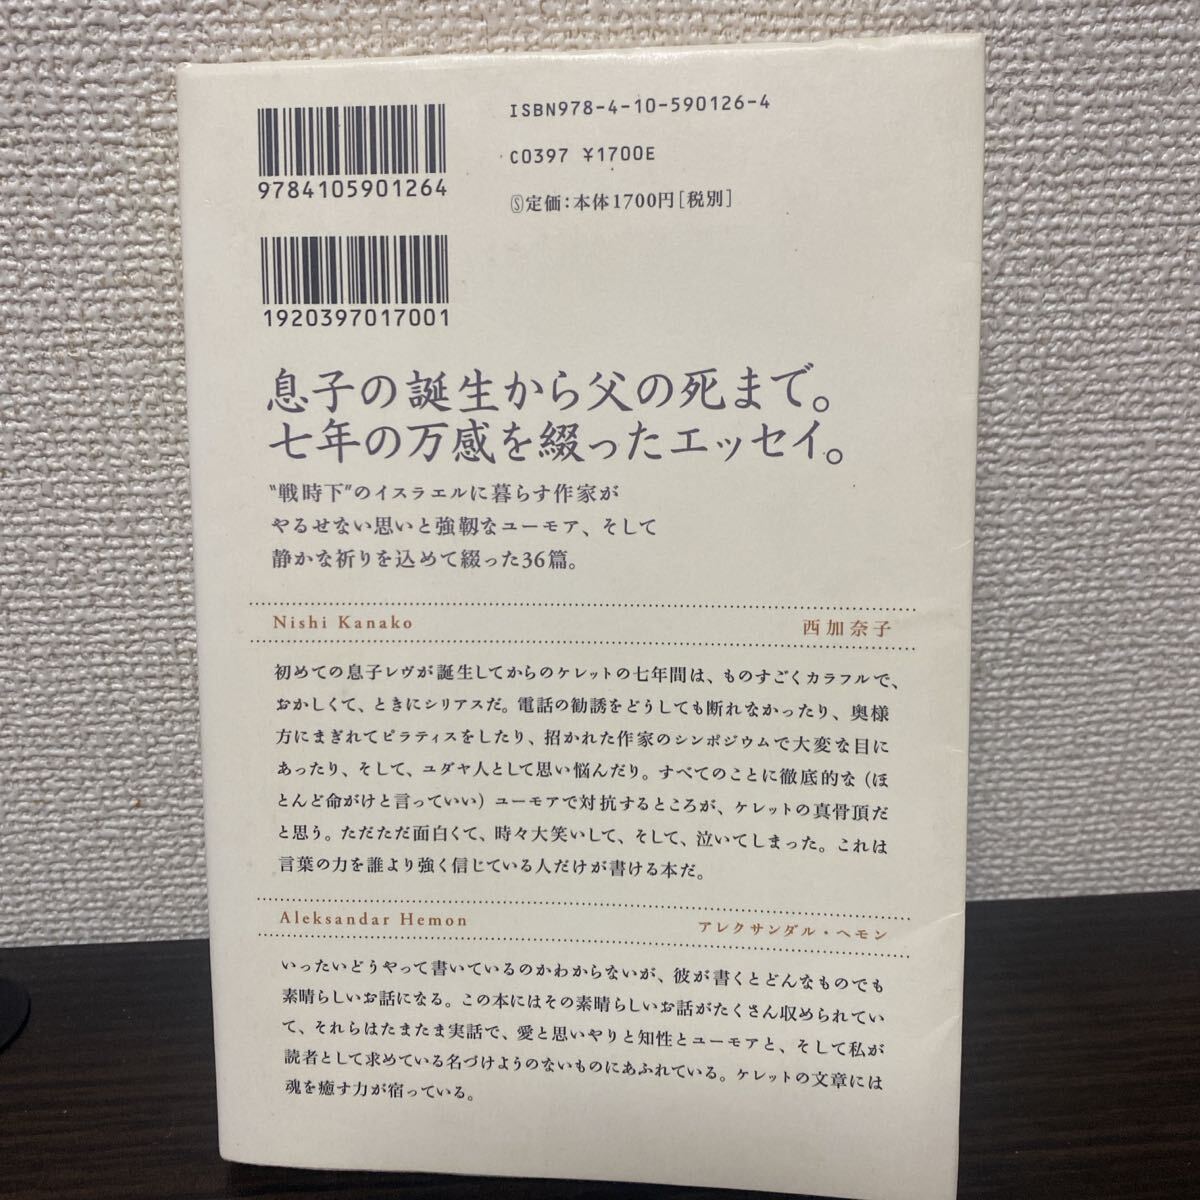 ISBN978-4-10-590126-4
C0397 ¥1700E
Ⓢ定価：本体1700円[税別]
9784105901264
1920397017001
息子の誕生から父の死まで。
七年の万感を綴ったエッセイ。
“戦時下”のイスラエルに暮らす作家が
やるせない思いと強靱なユーモア、そして
静かな祈りを込めて綴った36篇。
Nishi Kanako 西加奈子
初めての息子レヴが誕生してからのケレットの七年間は、ものすごくカラフルで、
おかしくて、ときにシリアスだ。電話の勧誘をどうしても断れなかったり、奥様
方にまぎれてピラティスをしたり、招かれた作家のシンポジウムで大変な目に
あったり、そして、ユダヤ人として思い悩んだり。すべてのことに徹底的な（ほ
とんど命がけと言っていい）ユーモアで対抗するところが、ケレットの真骨頂だ
と思う。ただただ面白くて、時々大笑いして、そして、泣いてしまった。これは
言葉の力を誰より強く信じている人だけが書ける本だ。
Aleksandar Hemon アレクサンダル・ヘモン
いったいどうやって書いているのかわからないが、彼が書くとどんなものでも
素晴らしいお話になる。この本にはその素晴らしいお話がたくさん収められてい
て、それらはたまたま実話で、愛と思いやりと知性とユーモアと、そして私が
読者として求めている名づけようのないものにあふれている。ケレットの文章には
魂を癒す力が宿っている。